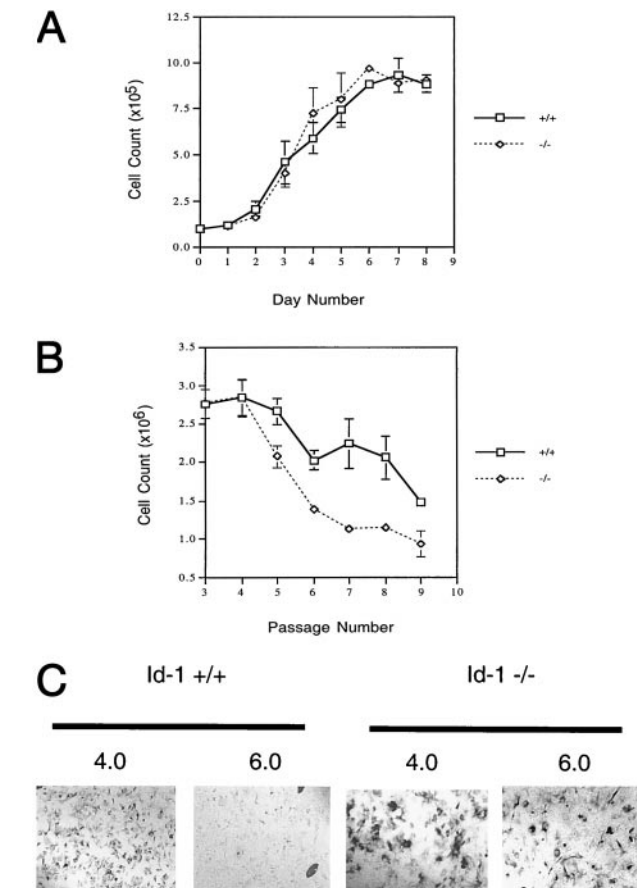 A
12.5
10.0
7.5
5.0
2.5
0.0
Cell Count (x10⁵)
0 1 2 3 4 5 6 7 8 9
Day Number
+/+
-/-
B
3.5
3.0
2.5
2.0
1.5
1.0
0.5
Cell Count (x10⁶)
3 4 5 6 7 8 9 10
Passage Number
+/+
-/-
C
Id-1 +/+ Id-1 -/-
4.0 6.0 4.0 6.0